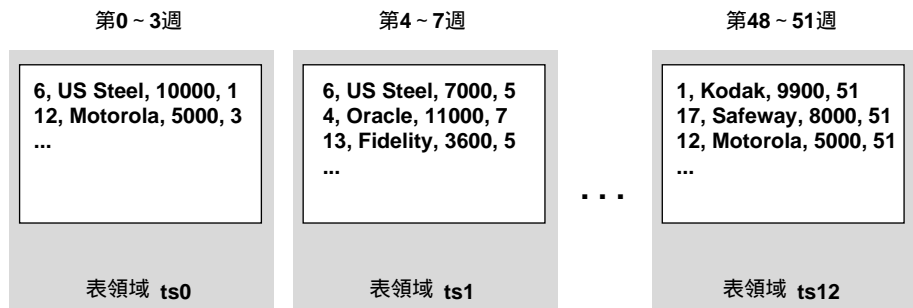 第0~3週
第4~7週
第48~51週
6, US Steel, 10000, 1
12, Motorola, 5000, 3
...
6, US Steel, 7000, 5
4, Oracle, 11000, 7
13, Fidelity, 3600, 5
...
. . .
1, Kodak, 9900, 51
17, Safeway, 8000, 51
12, Motorola, 5000, 51
...
表領域 ts0
表領域 ts1
表領域 ts12